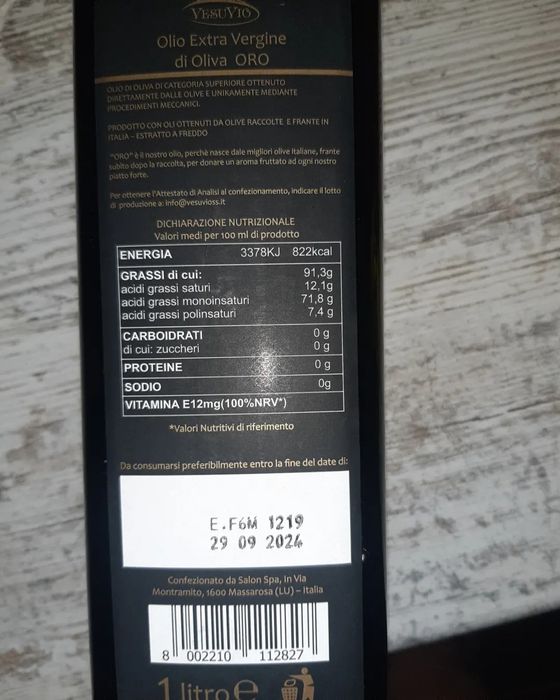 VESUVIO
Olio Extra Vergine
di Oliva ORO
OLIO DI OLIVA DI CATEGORIA SUPERIORE OTTENUTO
DIRETTAMENTE DALLE OLIVE E UNIKAMENTE MEDIANTE
PROCEDIMENTI MECCANICI.
PRODOTTO CON OLI OTTENUTI DA OLIVE RACCOLTE E FRANTE IN
ITALIA – ESTRATTO A FREDDO
"ORO" è il nostro olio, perchè nasce dale migliori olive italiane, frante
subito dopo la raccolta, per donare un aroma fruttato ad ogni nostro
piatto forte.
Per ottenere l'Attestato di Analisi al confezionamento, indicare il lotto
di produzione a: info@vesuvioss.it
DICHIARAZIONE NUTRIZIONALE
Valori medi per 100 ml di prodotto
ENERGIA 3378KJ 822kcal
GRASSI di cui: 91,3g
acidi grassi saturi 12,1g
acidi grassi monoinsaturi 71,8 g
acidi grassi polinsaturi 7,4 g
CARBOIDRATI 0 g
di cui: zuccheri 0 g
PROTEINE 0 g
SODIO 0g
VITAMINA E12mg(100%NRV*)
*Valori Nutritivi di riferimento
Da consumarsi preferibilmente entro la fine del date di:
E.F6M 1219
29 09 2024
Confezionato da Salon Spa, in Via
Montramito, 1600 Massarosa (LU) – Italia
8 002210 112827
1 litro e